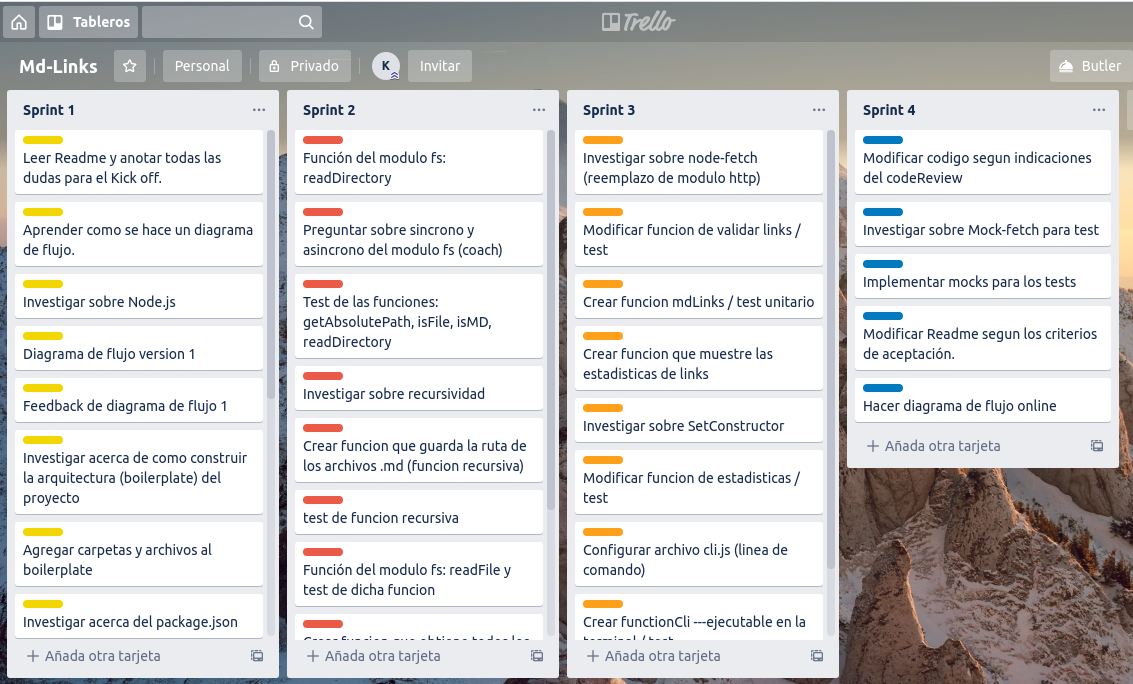 Tableros
Trello
Md-Links
Personal
Privado
K
Invitar
Butler
Sprint 1
Leer Readme y anotar todas las
dudas para el Kick off.
Aprender como se hace un diagrama
de flujo.
Investigar sobre Node.js
Diagrama de flujo version 1
Feedback de diagrama de flujo 1
Investigar acerca de como construir
la arquitectura (boilerplate) del
proyecto
Agregar carpetas y archivos al
boilerplate
Investigar acerca del package.json
Añada otra tarjeta
Sprint 2
Función del modulo fs:
readDirectory
Preguntar sobre sincrono y
asincrono del modulo fs (coach)
Test de las funciones:
getAbsolutePath, isFile, isMD,
readDirectory
Investigar sobre recursividad
Crear funcion que guarda la ruta de
los archivos .md (funcion recursiva)
test de funcion recursiva
Función del modulo fs: readFile y
test de dicha funcion
Crear funcion que obtiene todos los
Añada otra tarjeta
Sprint 3
Investigar sobre node-fetch
(reemplazo de modulo http)
Modificar funcion de validar links /
test
Crear funcion mdLinks / test unitario
Crear funcion que muestre las
estadisticas de links
Investigar sobre SetConstructor
Modificar funcion de estadisticas /
test
Configurar archivo cli.js (linea de
comando)
Crear functionCli ---ejecutable en la
terminal / test
Añada otra tarjeta
Sprint 4
Modificar codigo segun indicaciones
del codeReview
Investigar sobre Mock-fetch para test
Implementar mocks para los tests
Modificar Readme segun los criterios
de aceptación.
Hacer diagrama de flujo online
Añada otra tarjeta